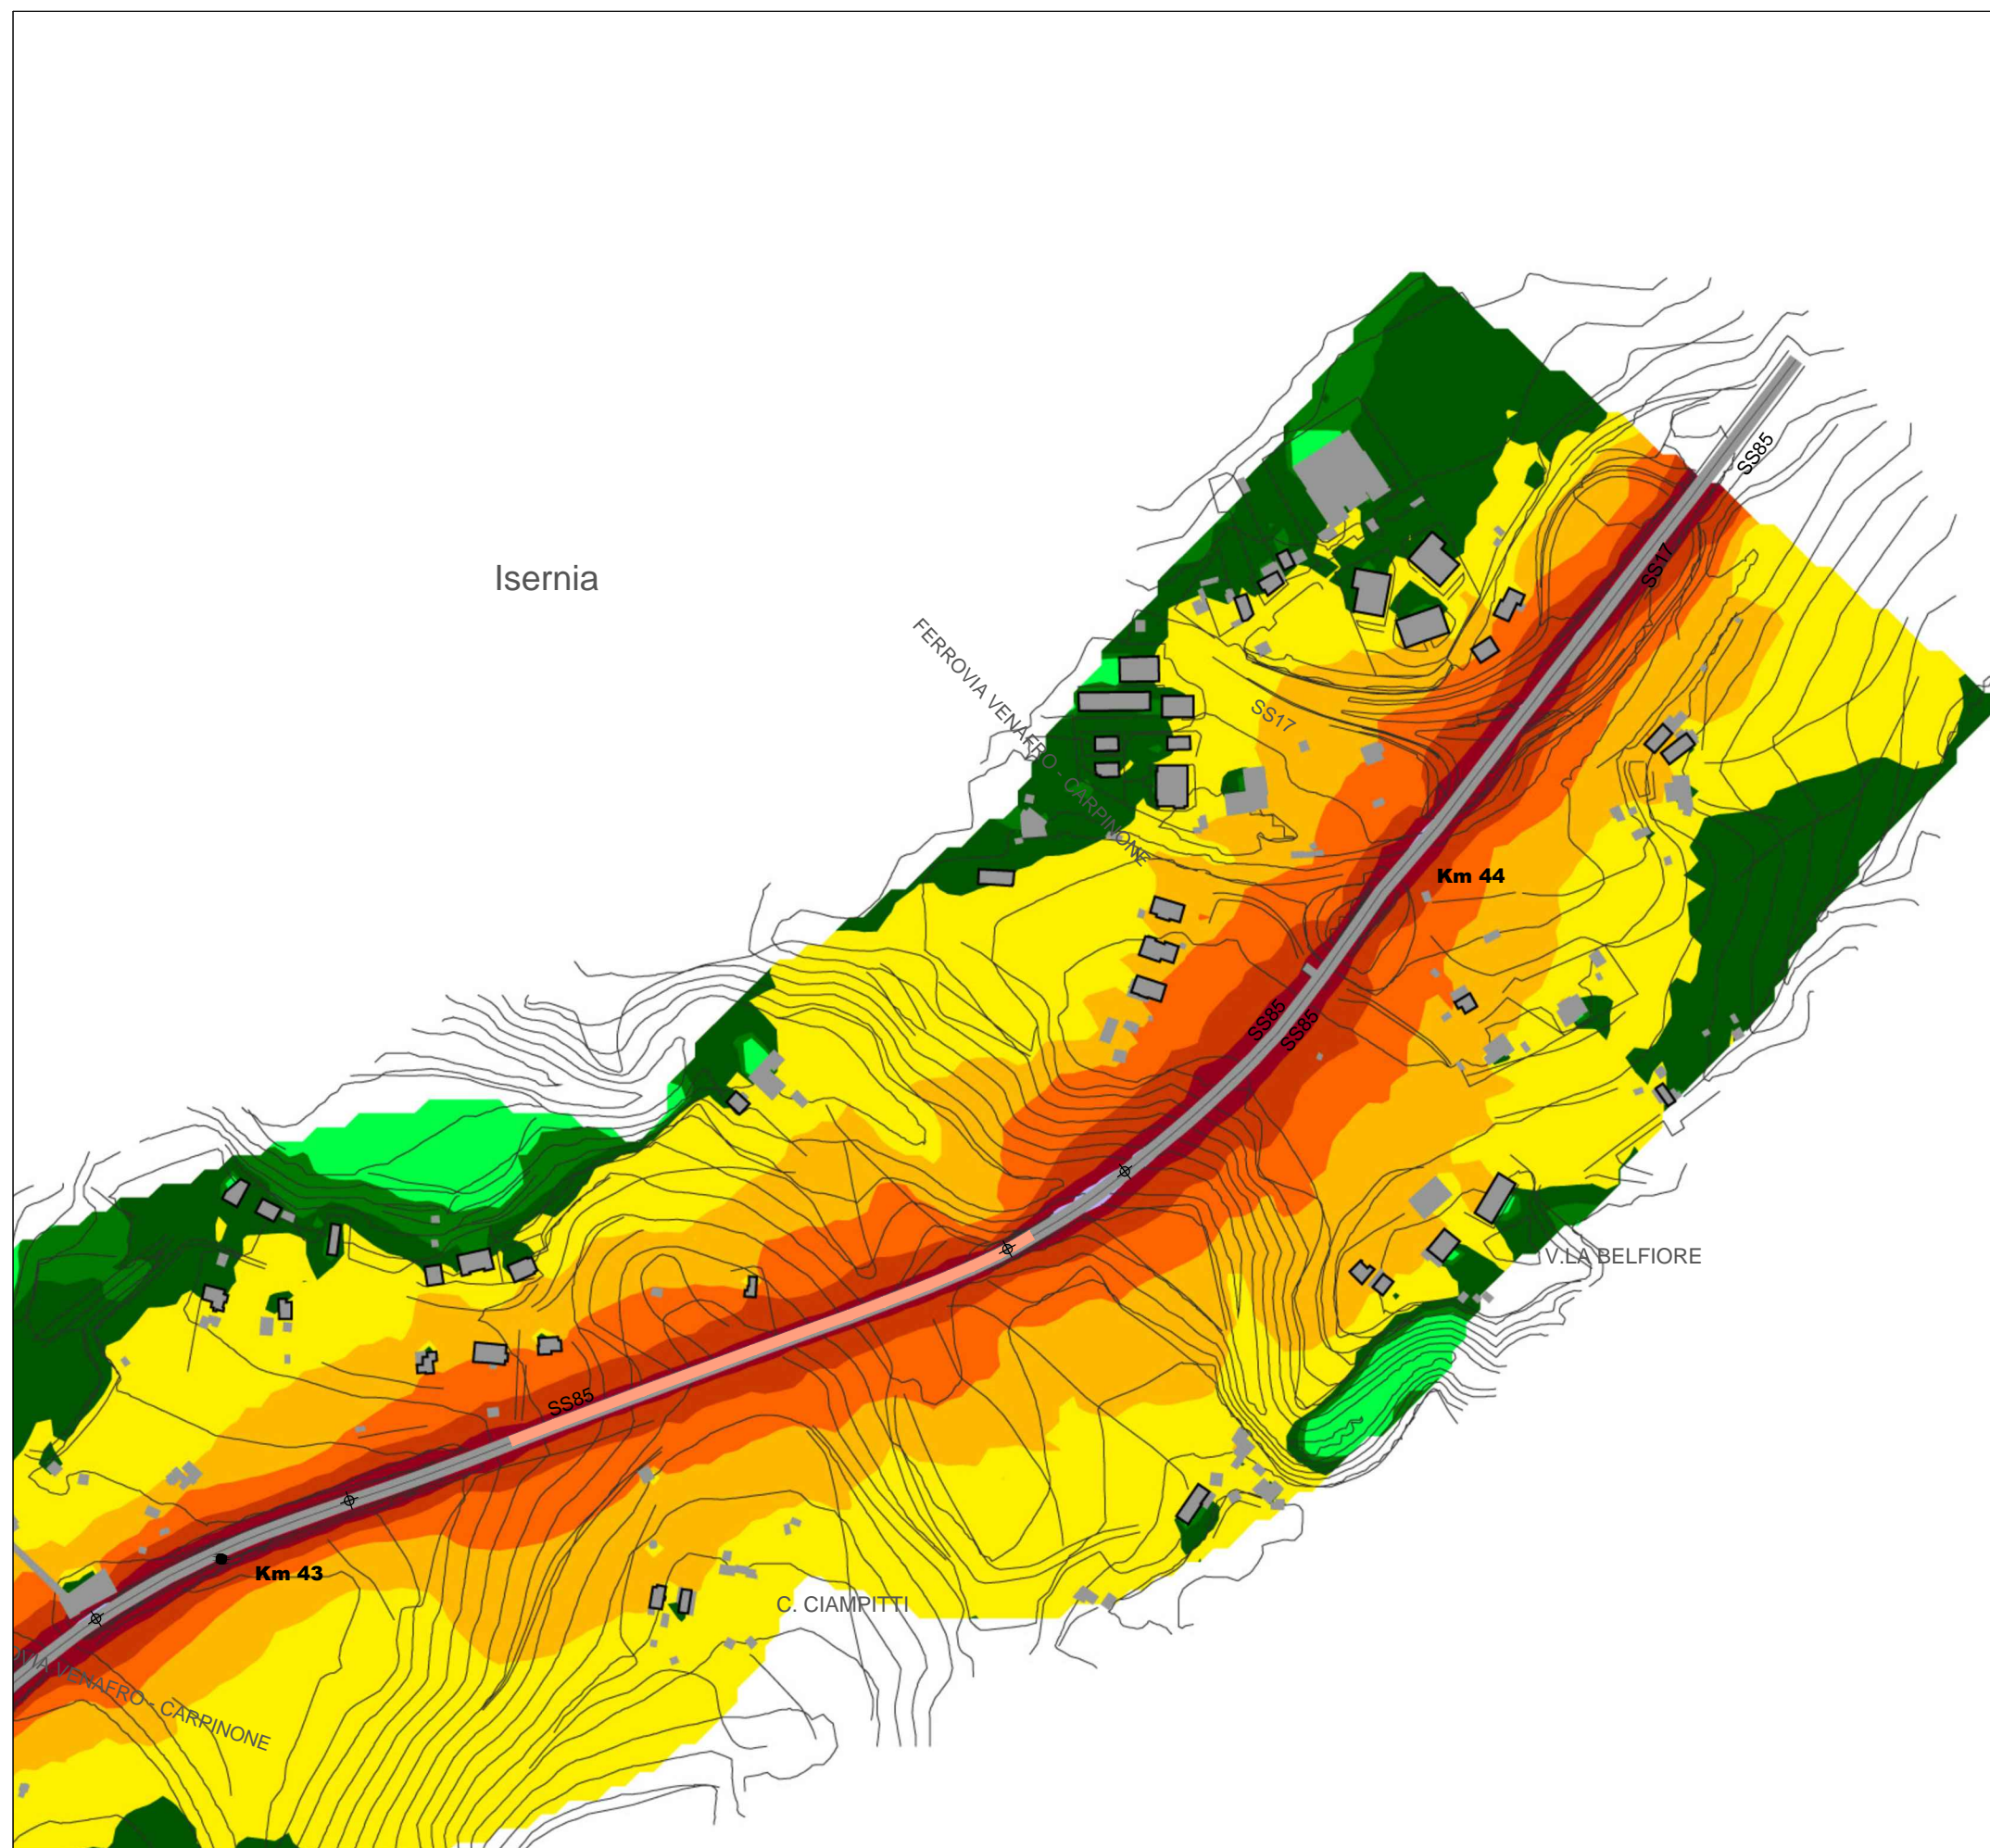 SS85
SS17
Isernia
FERROVIA VENAFRO - CARPINONE
SS17
Km 44
SS85
SS85
V.LA BELFIORE
SS85
Km 43
C. CIAMPITTI
OVIA VENAFRO - CARPINONE